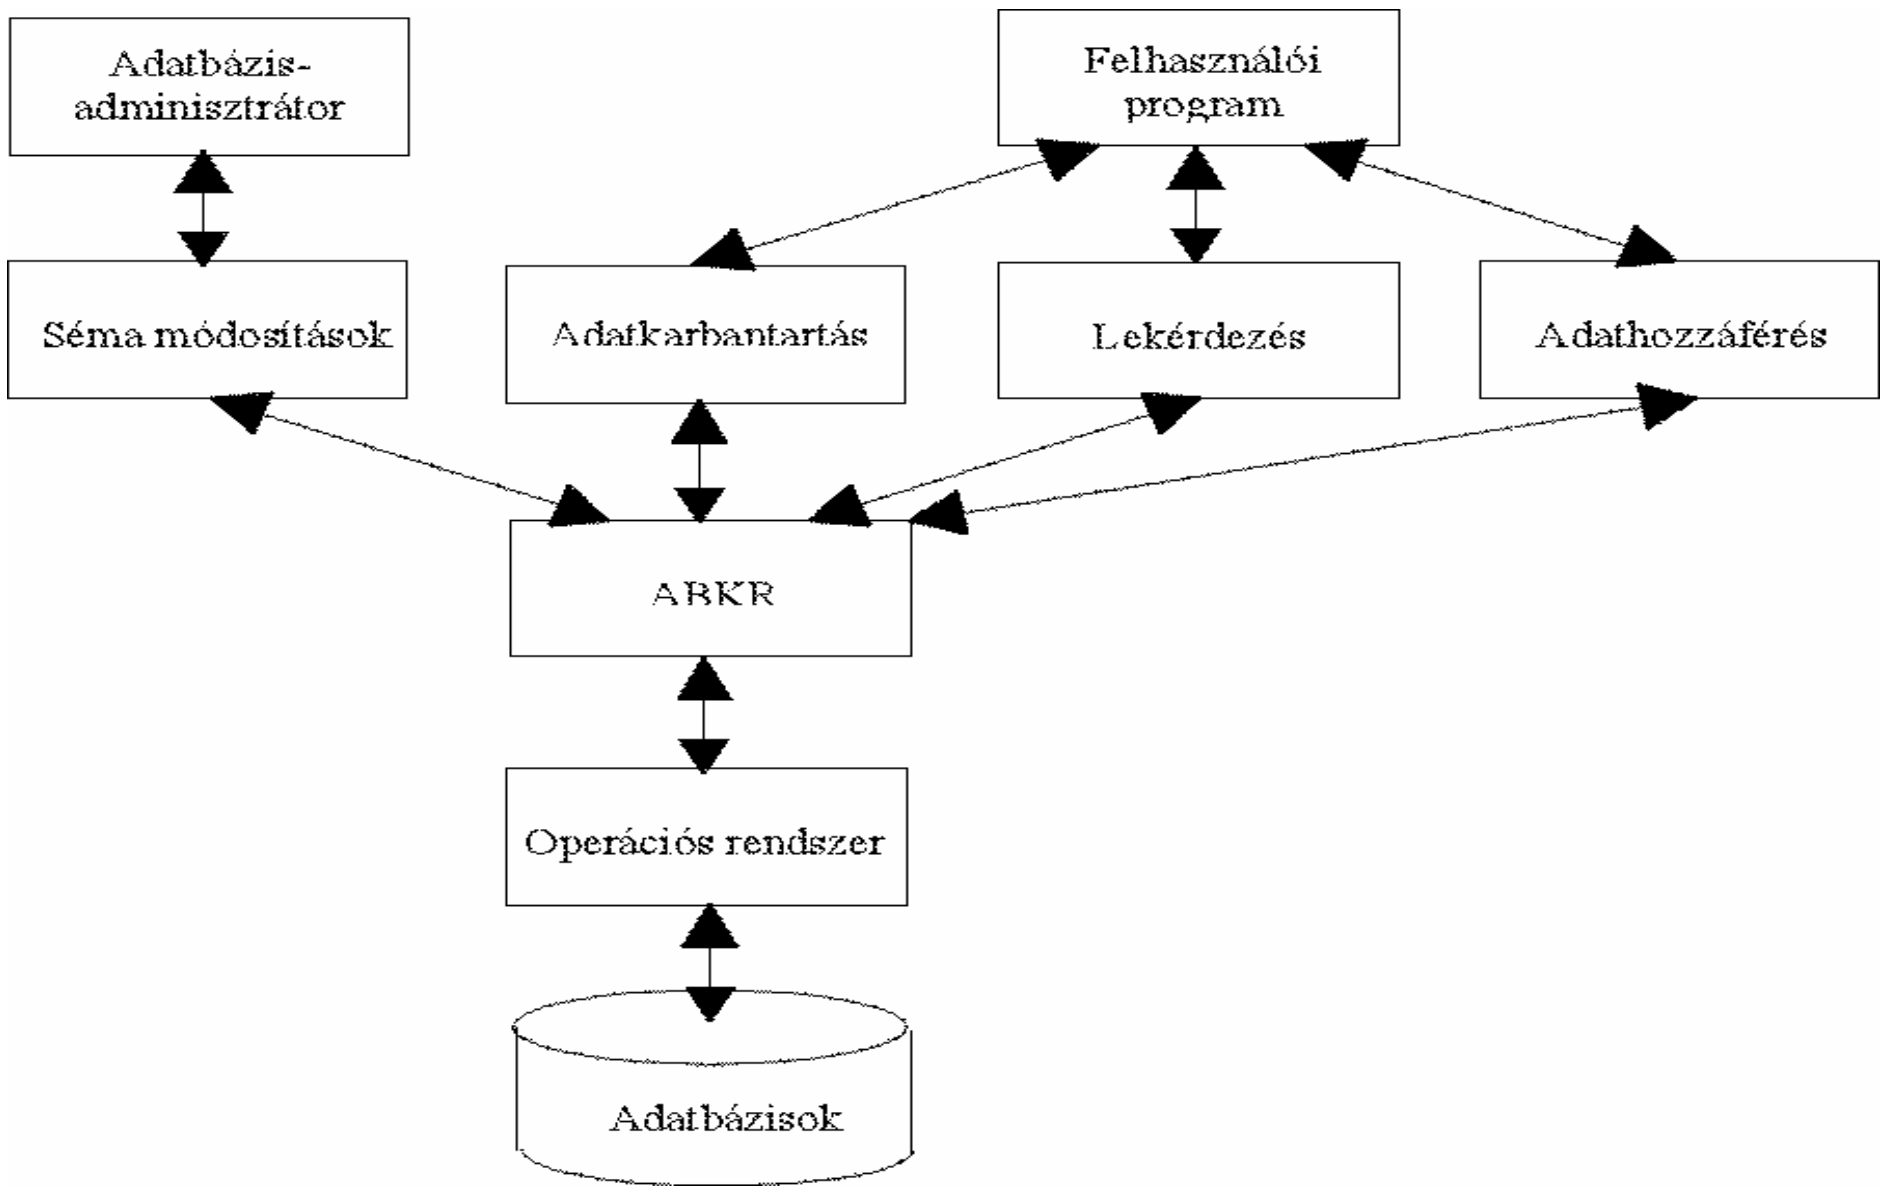 Adatbázis-
adminisztrátor
Felhasználói
program
Séma módosítások
Adatkarbantartás
Lekérdezés
Adathozzáférés
ABKR
Operációs rendszer
Adatbázisok